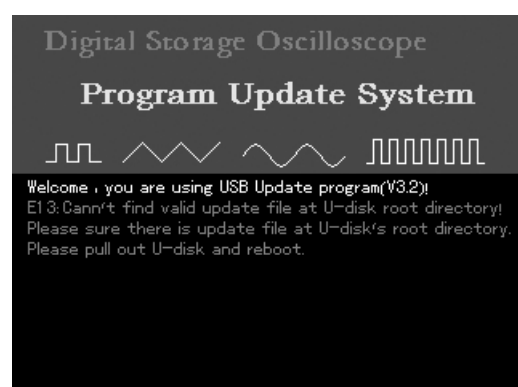 Digital Storage Oscilloscope
Program Update System
Welcome , you are using USB Update program(V3.2)!
E13:Cann't find valid update file at U-disk root directory!
Please sure there is update file at U-disk's root directory.
Please pull out U-disk and reboot.